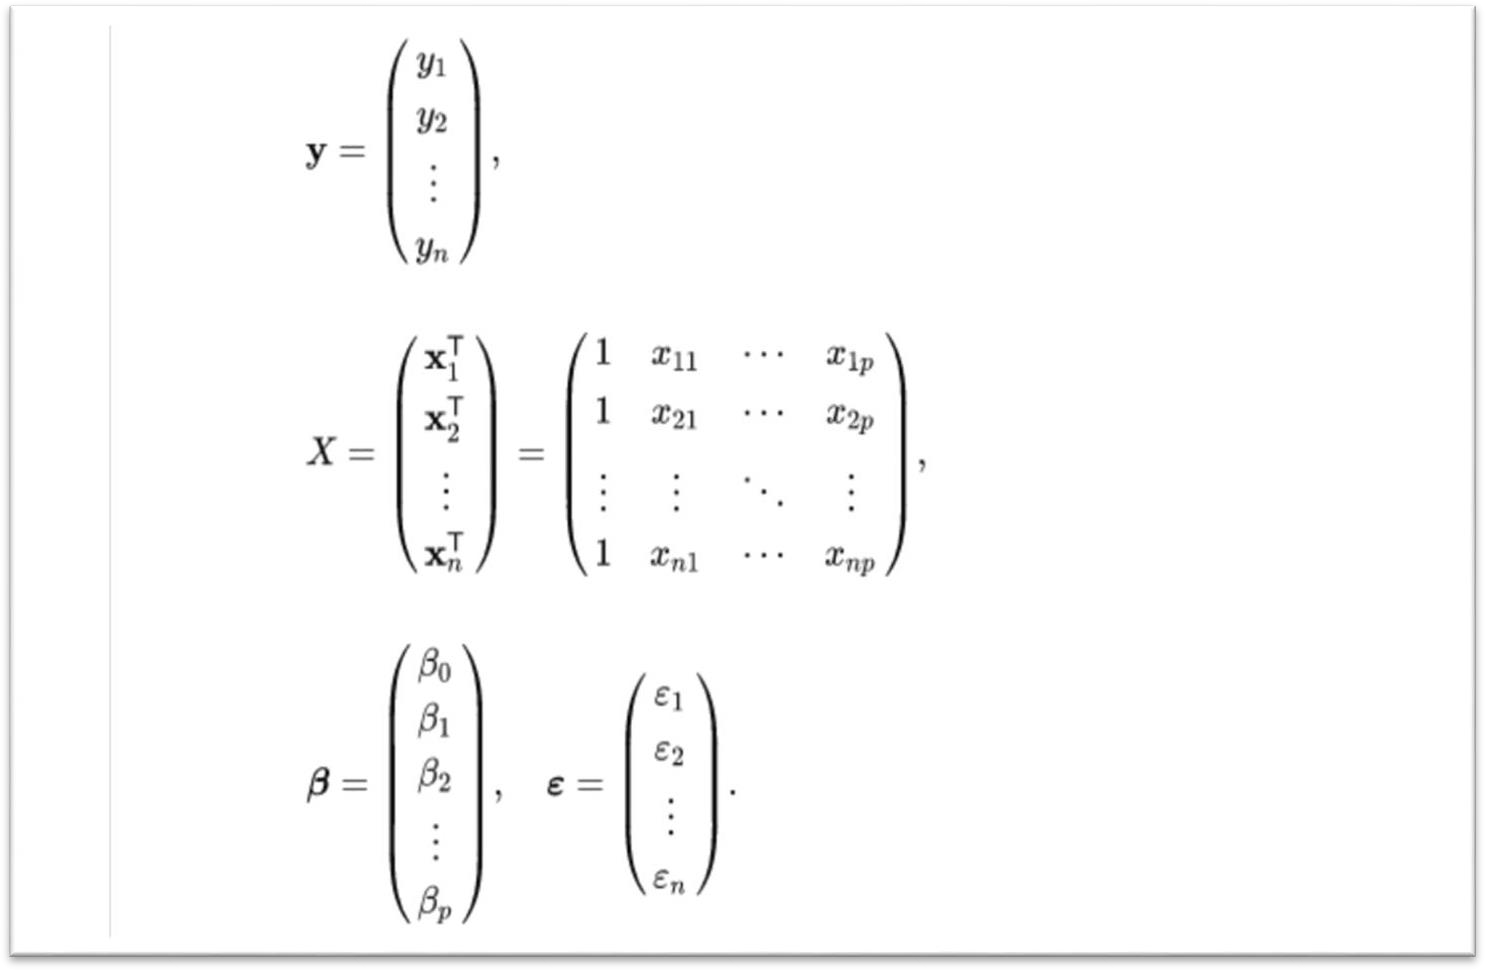 𝐲 = ( y₁ y₂ ⋮ yₙ ) ,
X = ( 𝐱₁ᵀ 𝐱₂ᵀ ⋮ 𝐱ₙᵀ ) = ( 1 x₁₁ ⋯ x₁ₚ 1 x₂₁ ⋯ x₂ₚ ⋮ ⋮ ⋱ ⋮ 1 xₙ₁ ⋯ xₙₚ ) ,
𝛃 = ( β₀ β₁ β₂ ⋮ βₚ ) , 𝛆 = ( ε₁ ε₂ ⋮ εₙ ) .